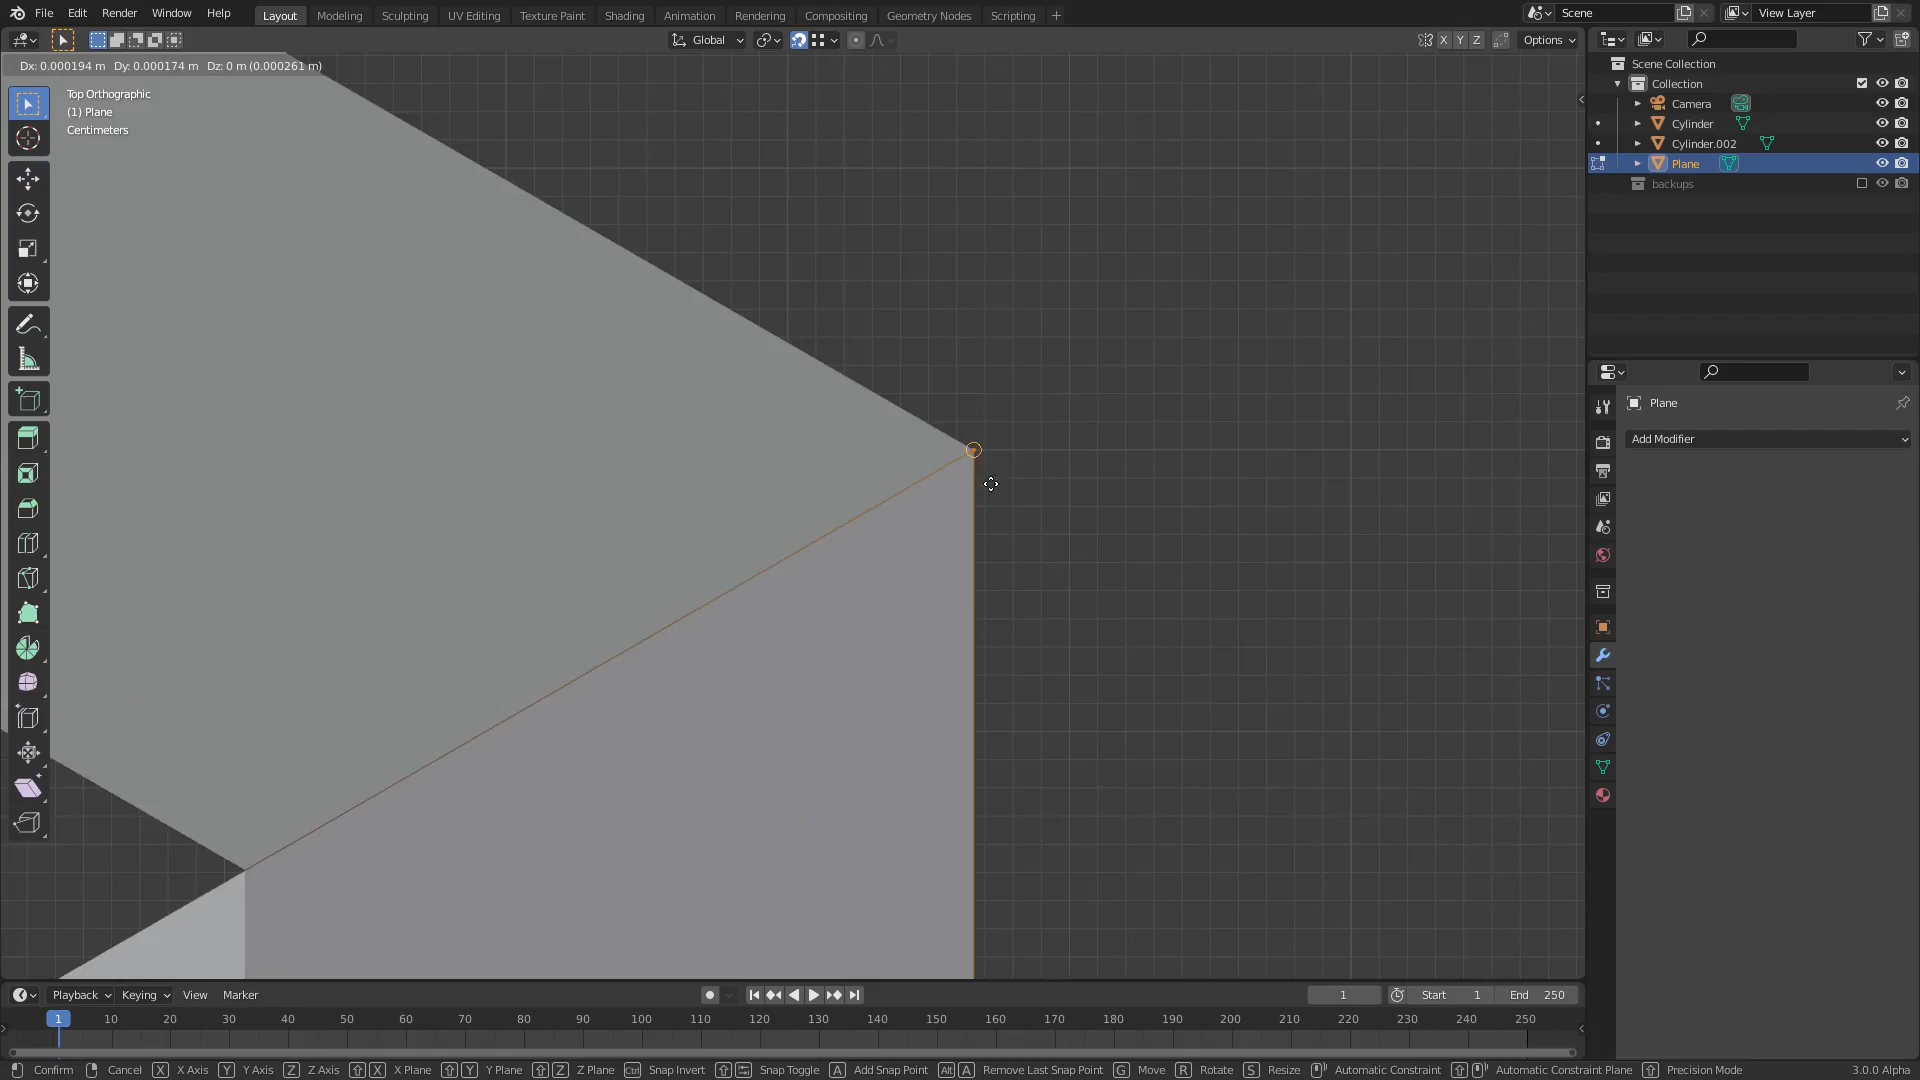 File Edit Render Window Help Layout Modeling Sculpting UV Editing Texture Paint Shading Animation Rendering Compositing Geometry Nodes Scripting + Scene View Layer
Global X Y Z Options
Dx: 0.000194 m Dy: 0.000174 m Dz: 0 m (0.000261 m)
Top Orthographic
(1) Plane
Centimeters
Scene Collection
Collection
Camera
Cylinder
Cylinder.002
Plane
backups
Plane
Add Modifier
Playback Keying View Marker 1 Start 1 End 250
1 10 20 30 40 50 60 70 80 90 100 110 120 130 140 150 160 170 180 190 200 210 220 230 240 250
Confirm Cancel X X Axis Y Y Axis Z Z Axis X X Plane Y Y Plane Z Z Plane Ctrl Snap Invert Snap Toggle A Add Snap Point Alt A Remove Last Snap Point G Move R Rotate S Resize Automatic Constraint Automatic Constraint Plane Precision Mode 3.0.0 Alpha